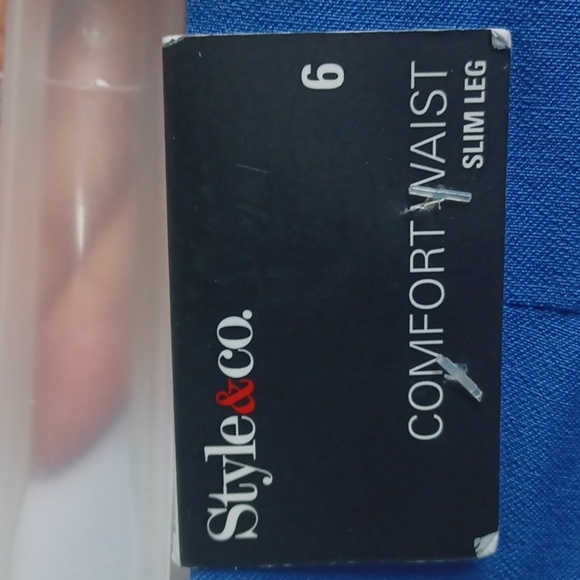 Style&co.
6
COMFORT WAIST
SLIM LEG